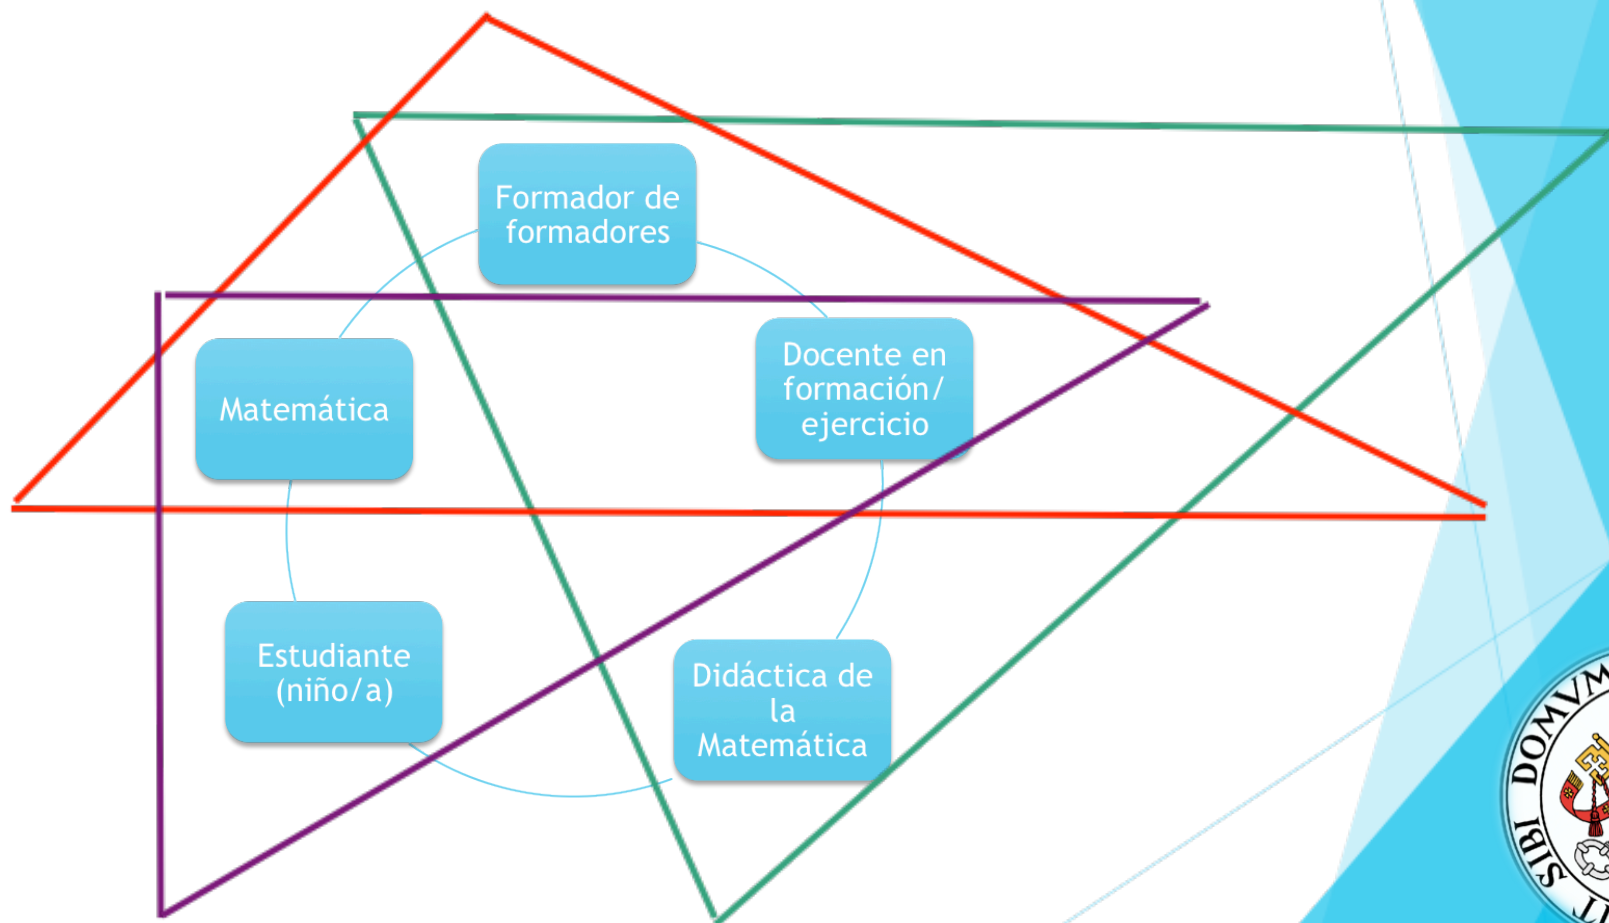 Formador de
formadores
Docente en
formación/
ejercicio
Matemática
Estudiante
(niño/a)
Didáctica de
la
Matemática
SIBI DOMVM